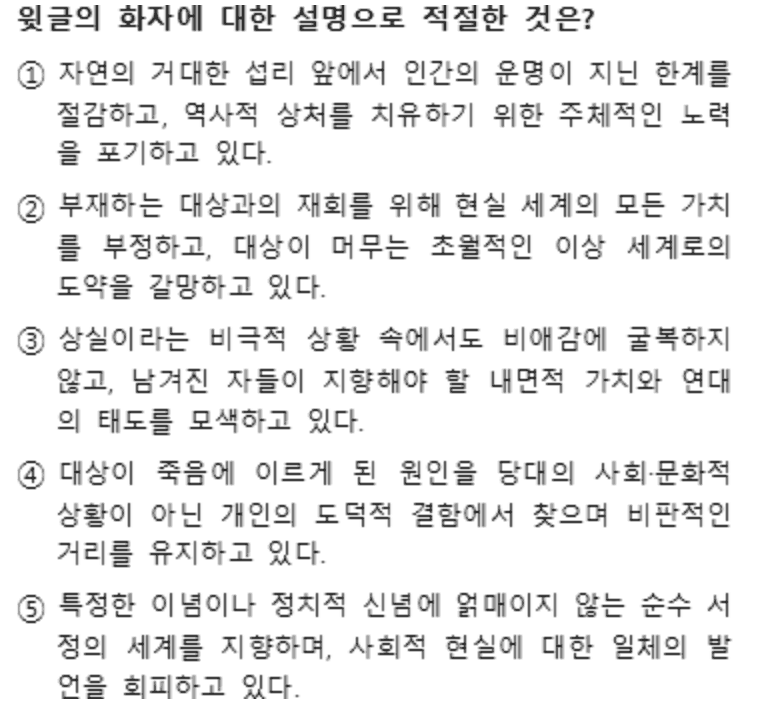 윗글의 화자에 대한 설명으로 적절한 것은?
① 자연의 거대한 섭리 앞에서 인간의 운명이 지닌 한계를
절감하고, 역사적 상처를 치유하기 위한 주체적인 노력
을 포기하고 있다.
② 부재하는 대상과의 재회를 위해 현실 세계의 모든 가치
를 부정하고, 대상이 머무는 초월적인 이상 세계로의
도약을 갈망하고 있다.
③ 상실이라는 비극적 상황 속에서도 비애감에 굴복하지
않고, 남겨진 자들이 지향해야 할 내면적 가치와 연대
의 태도를 모색하고 있다.
④ 대상이 죽음에 이르게 된 원인을 당대의 사회·문화적
상황이 아닌 개인의 도덕적 결함에서 찾으며 비판적인
거리를 유지하고 있다.
⑤ 특정한 이념이나 정치적 신념에 얽매이지 않는 순수 서
정의 세계를 지향하며, 사회적 현실에 대한 일체의 발
언을 회피하고 있다.